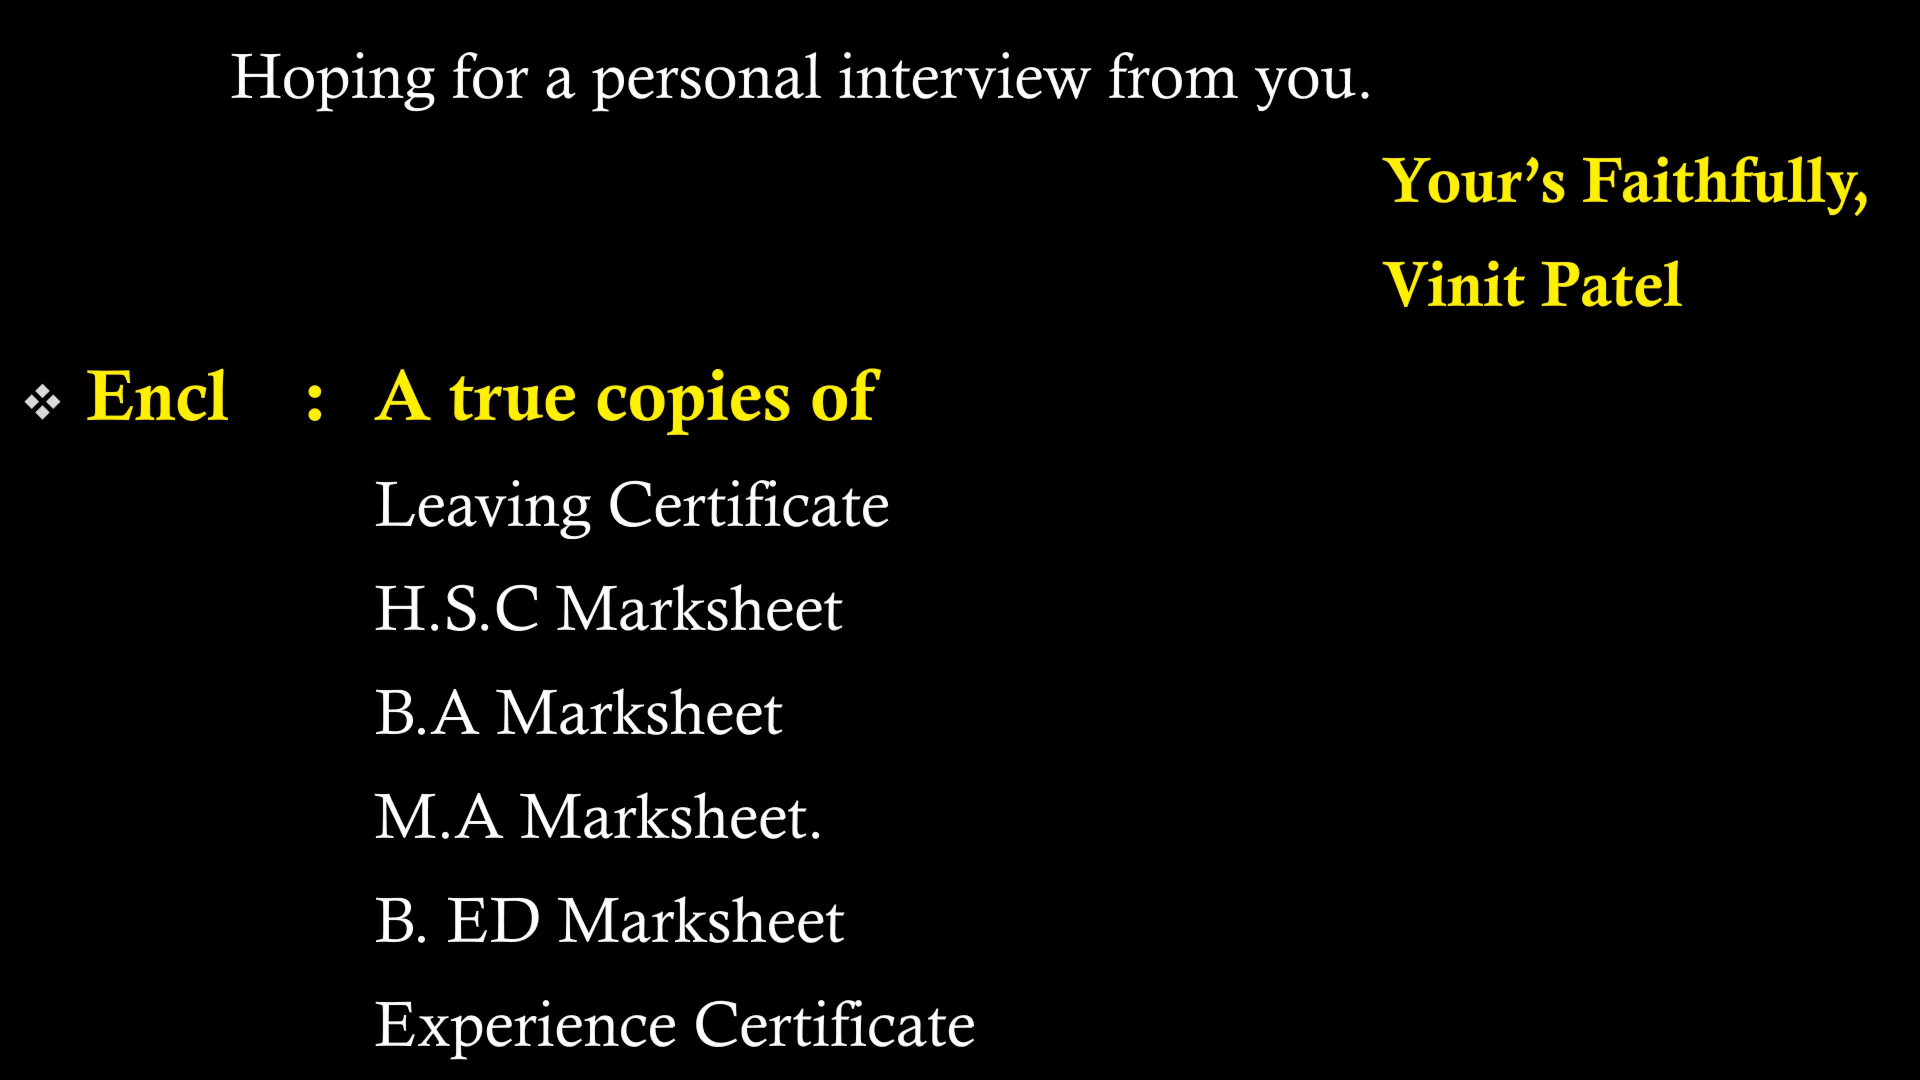 Hoping for a personal interview from you.
Your’s Faithfully,
Vinit Patel
❖ Encl : A true copies of
Leaving Certificate
H.S.C Marksheet
B.A Marksheet
M.A Marksheet.
B. ED Marksheet
Experience Certificate